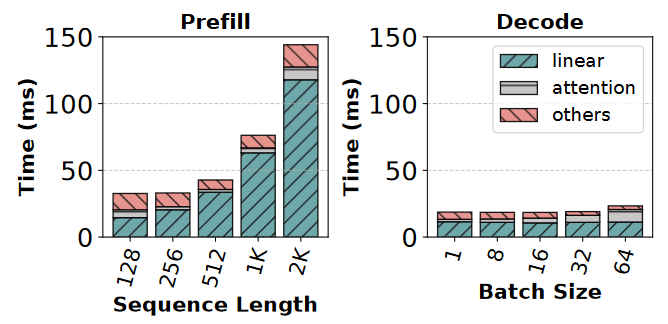 Prefill
Time (ms)
150
100
50
0
128
256
512
1K
2K
Sequence Length
Decode
Time (ms)
150
100
50
0
linear
attention
others
1
8
16
32
64
Batch Size